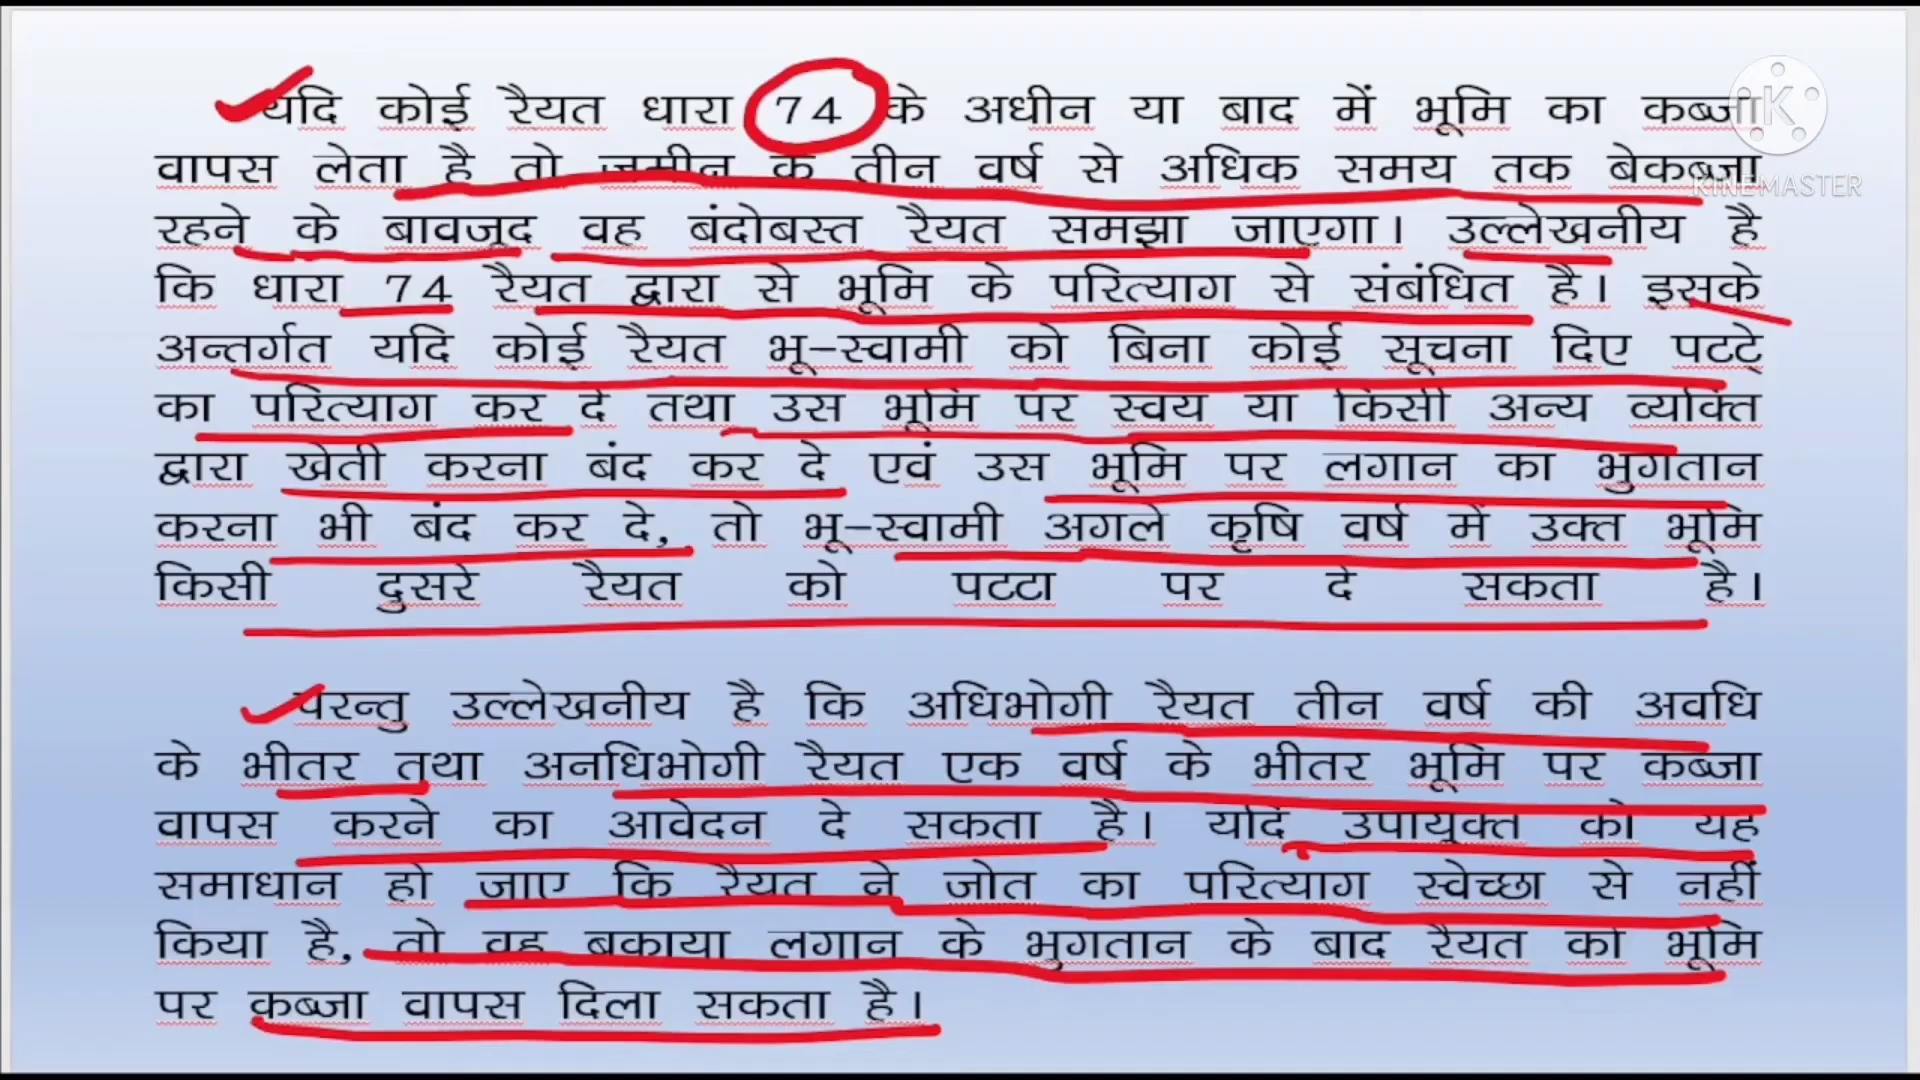 यदि कोई रैयत धारा 74 के अधीन या बाद में भूमि का कब्जा
वापस लेता है तो जमीन के तीन वर्ष से अधिक समय तक बेकब्जा
रहने के बावजूद वह बंदोबस्त रैयत समझा जाएगा। उल्लेखनीय है
कि धारा 74 रैयत द्वारा से भूमि के परित्याग से संबंधित है। इसके
अन्तर्गत यदि कोई रैयत भू-स्वामी को बिना कोई सूचना दिए पटटे्
का परित्याग कर दे तथा उस भूमि पर स्वयं या किसी अन्य व्यक्ति
द्वारा खेती करना बंद कर दे एवं उस भूमि पर लगान का भुगतान
करना भी बंद कर दे, तो भू-स्वामी अगले कृषि वर्ष में उक्त भूमि
किसी दुसरे रैयत को पटटा पर दे सकता है।
परन्तु उल्लेखनीय है कि अधिभोगी रैयत तीन वर्ष की अवधि
के भीतर तथा अनधिभोगी रैयत एक वर्ष के भीतर भूमि पर कब्जा
वापस करने का आवेदन दे सकता है। यदि उपायुक्त को यह
समाधान हो जाए कि रैयत ने जोत का परित्याग स्वेच्छा से नहीं
किया है, तो वह बकाया लगान के भुगतान के बाद रैयत को भूमि
पर कब्जा वापस दिला सकता है।
K
KINEMASTER